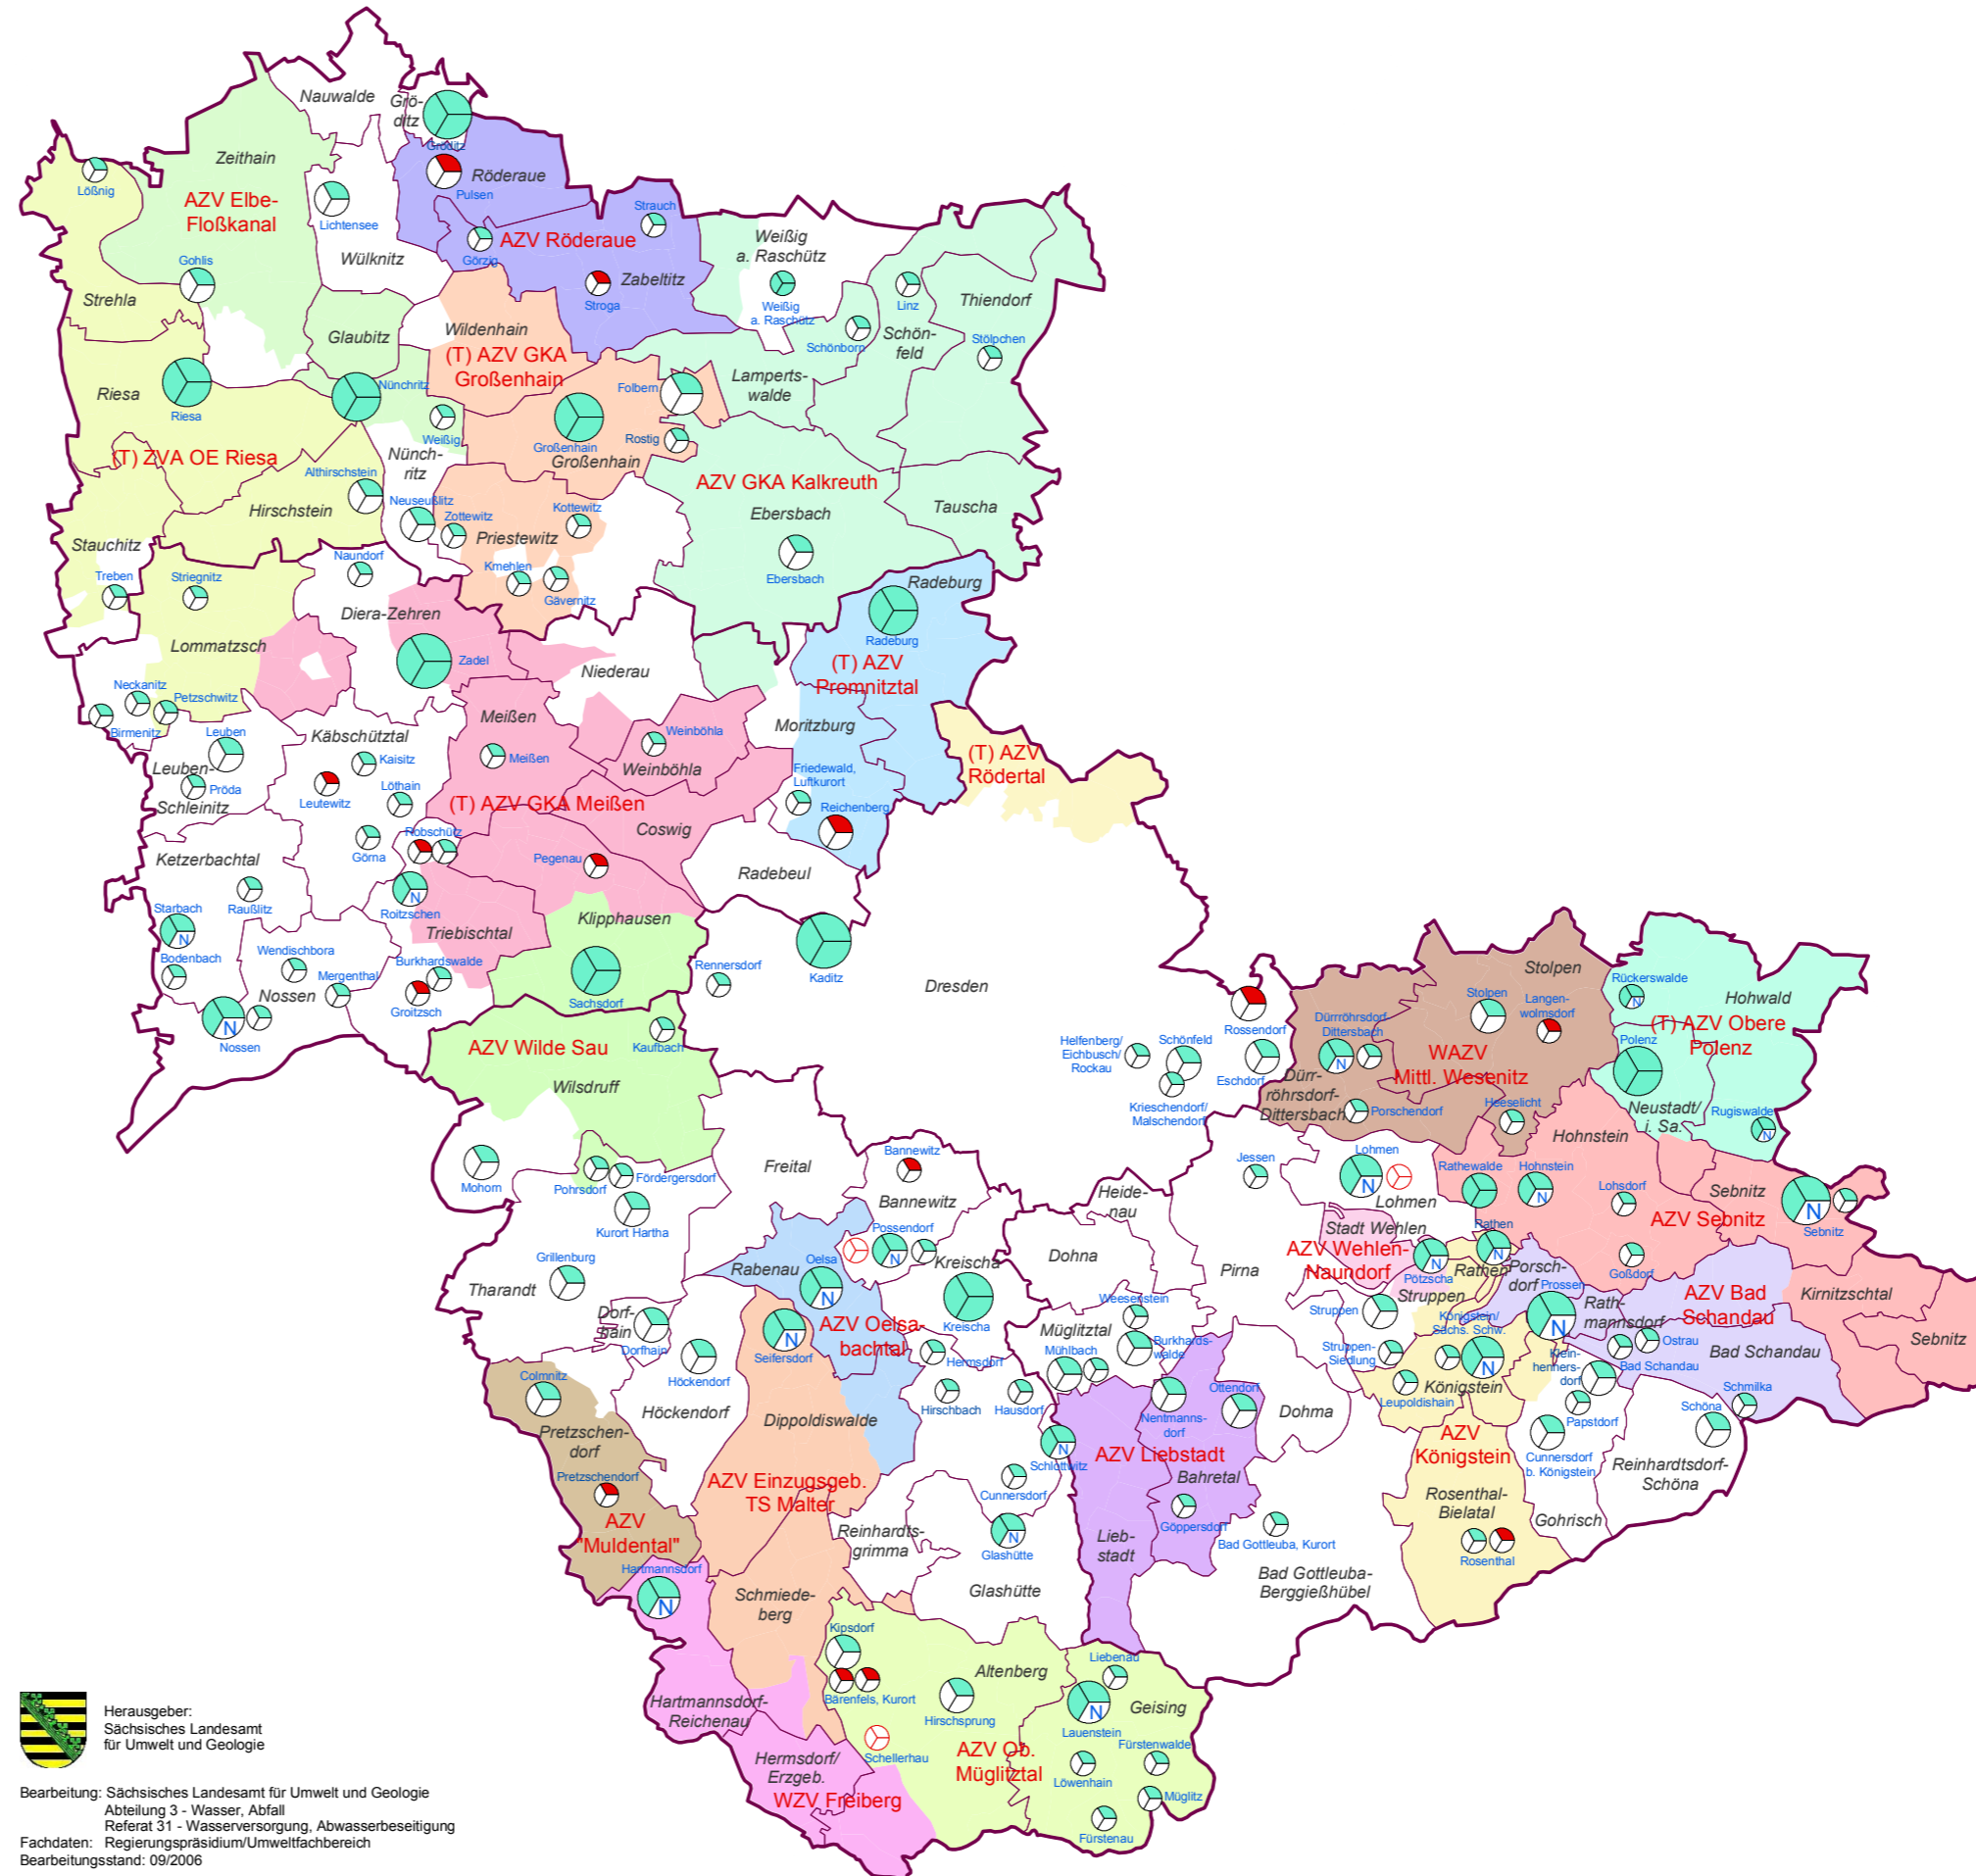 Nauwalde
Grö-
ditz
Gröditz
Zeithain
Röderaue
Pulsen
Lößnig
AZV Elbe-
Floßkanal
Lichtensee
Strauch
Görzig
AZV Röderaue
Weißig
a. Raschütz
Wülknitz
Gohlis
Zabeltitz
Stroga
Weißig
a. Raschütz
Linz
Thiendorf
Strehla
Glaubitz
Wildenhain
(T) AZV GKA
Großenhain
Schönborn
Schön-
feld
Stölpchen
Riesa
Riesa
Nünchritz
Folbern
Lamperts-
walde
Weißig
Großenhain
Großenhain
Rostig
(T) ZVA OE Riesa
Nünch-
ritz
Althirschstein
AZV GKA Kalkreuth
Hirschstein
Neuseußlitz
Zottewitz
Kottewitz
Priestewitz
Ebersbach
Ebersbach
Tauscha
Stauchitz
Treben
Striegnitz
Naundorf
Kmehlen
Gävernitz
Radeburg
Radeburg
Diera-Zehren
Lommatzsch
Zadel
Niederau
(T) AZV
Promnitztal
Neckanitz
Petzschwitz
Birmenitz
Meißen
Meißen
Moritzburg
Leuben
Käbschütztal
Kaisitz
Weinböhla
Weinböhla
(T) AZV
Rödertal
Leuben-
Schleinitz
Pröda
Leutewitz
Löthain
Friedewald,
Luftkurort
Reichenberg
(T) AZV GKA Meißen
Coswig
Ketzerbachtal
Görna
Robschütz
Pegenau
Radebeul
Raußlitz
Roitzschen
N
Starbach
N
Klipphausen
Triebischtal
Bodenbach
Wendischbora
Mergenthal
Burkhardswalde
Nossen
Nossen
N
Groitzsch
Sachsdorf
Rennersdorf
Kaditz
Dresden
Stolpen
Stolpen
Langen-
wolmsdorf
Rückerswalde
N
Hohwald
Rossendorf
Dürrröhrsdorf-
Dittersbach
N
(T) AZV Obere
Polenz
Polenz
AZV Wilde Sau
Kaufbach
Helfenberg/
Eichbusch/
Rockau
Schönfeld
Eschdorf
WAZV
Mittl. Wesenitz
Wilsdruff
Krieschendorf/
Malschendorf
Dürr-
röhrsdorf-
Dittersbach
Porschendorf
Heeselicht
Neustadt/
i. Sa.
Rugiswalde
N
Hohnstein
Mohorn
Pohrsdorf
Fördergersdorf
Freital
Bannewitz
Bannewitz
Jessen
Lohmen
N
Lohmen
Rathewalde
Hohnstein
N
Lohsdorf
Sebnitz
N
Sebnitz
AZV Sebnitz
Kurort Hartha
Heide-
nau
Stadt Wehlen
Rathen
N
Possendorf
N
Grillenburg
Rabenau
Oelsa
N
Kreischa
Kreischa
Dohna
Pirna
AZV Wehlen-
Naundorf
Pötzscha
N
Rathen
Porsch-
dorf
Goßdorf
Tharandt
Dorf-
hain
Dorfhain
Struppen
Struppen
Prossen
N
Rath-
mannsdorf
AZV Bad
Schandau
Kirnitzschtal
Sebnitz
Weesenstein
Müglitztal
Mühlbach
Burkhards-
walde
AZV Oelsa-
bachtal
Seifersdorf
N
Hermsdorf
Königstein/
Sächs. Schw.
N
Struppen-
Siedlung
Klein-
henners-
dorf
Ostrau
Bad Schandau
Bad Schandau
Höckendorf
Höckendorf
Colmnitz
Hirschbach
Hausdorf
Leupoldishain
Königstein
Papstdorf
Schmilka
Schöna
Dippoldiswalde
Nentmanns-
dorf
Ottendorf
Dohma
Pretzschen-
dorf
Schlottwitz
N
AZV Liebstadt
AZV
Königstein
Cunnersdorf
b. Königstein
Reinhardtsdorf-
Schöna
Pretzschendorf
AZV Einzugsgeb.
TS Malter
Cunnersdorf
Bahretal
Göppersdorf
Rosenthal-
Bielatal
Rosenthal
Gohrisch
AZV
"Muldental"
Reinhardts-
grimma
Glashütte
N
Glashütte
Lieb-
stadt
Bad Gottleuba, Kurort
Bad Gottleuba-
Berggießhübel
Hartmannsdorf
N
Schmiede-
berg
Kipsdorf
Bärenfels, Kurort
Altenberg
Liebenau
Hirschsprung
Lauenstein
N
Geising
Hartmannsdorf-
Reichenau
Schellerhau
AZV Ob.
Müglitztal
Fürstenwalde
Löwenhain
Müglitz
Hermsdorf/
Erzgeb.
WZV Freiberg
Fürstenau
Herausgeber:
Sächsisches Landesamt
für Umwelt und Geologie
Bearbeitung: Sächsisches Landesamt für Umwelt und Geologie
Abteilung 3 - Wasser, Abfall
Referat 31 - Wasserversorgung, Abwasserbeseitigung
Fachdaten: Regierungspräsidium/Umweltfachbereich
Bearbeitungsstand: 09/2006